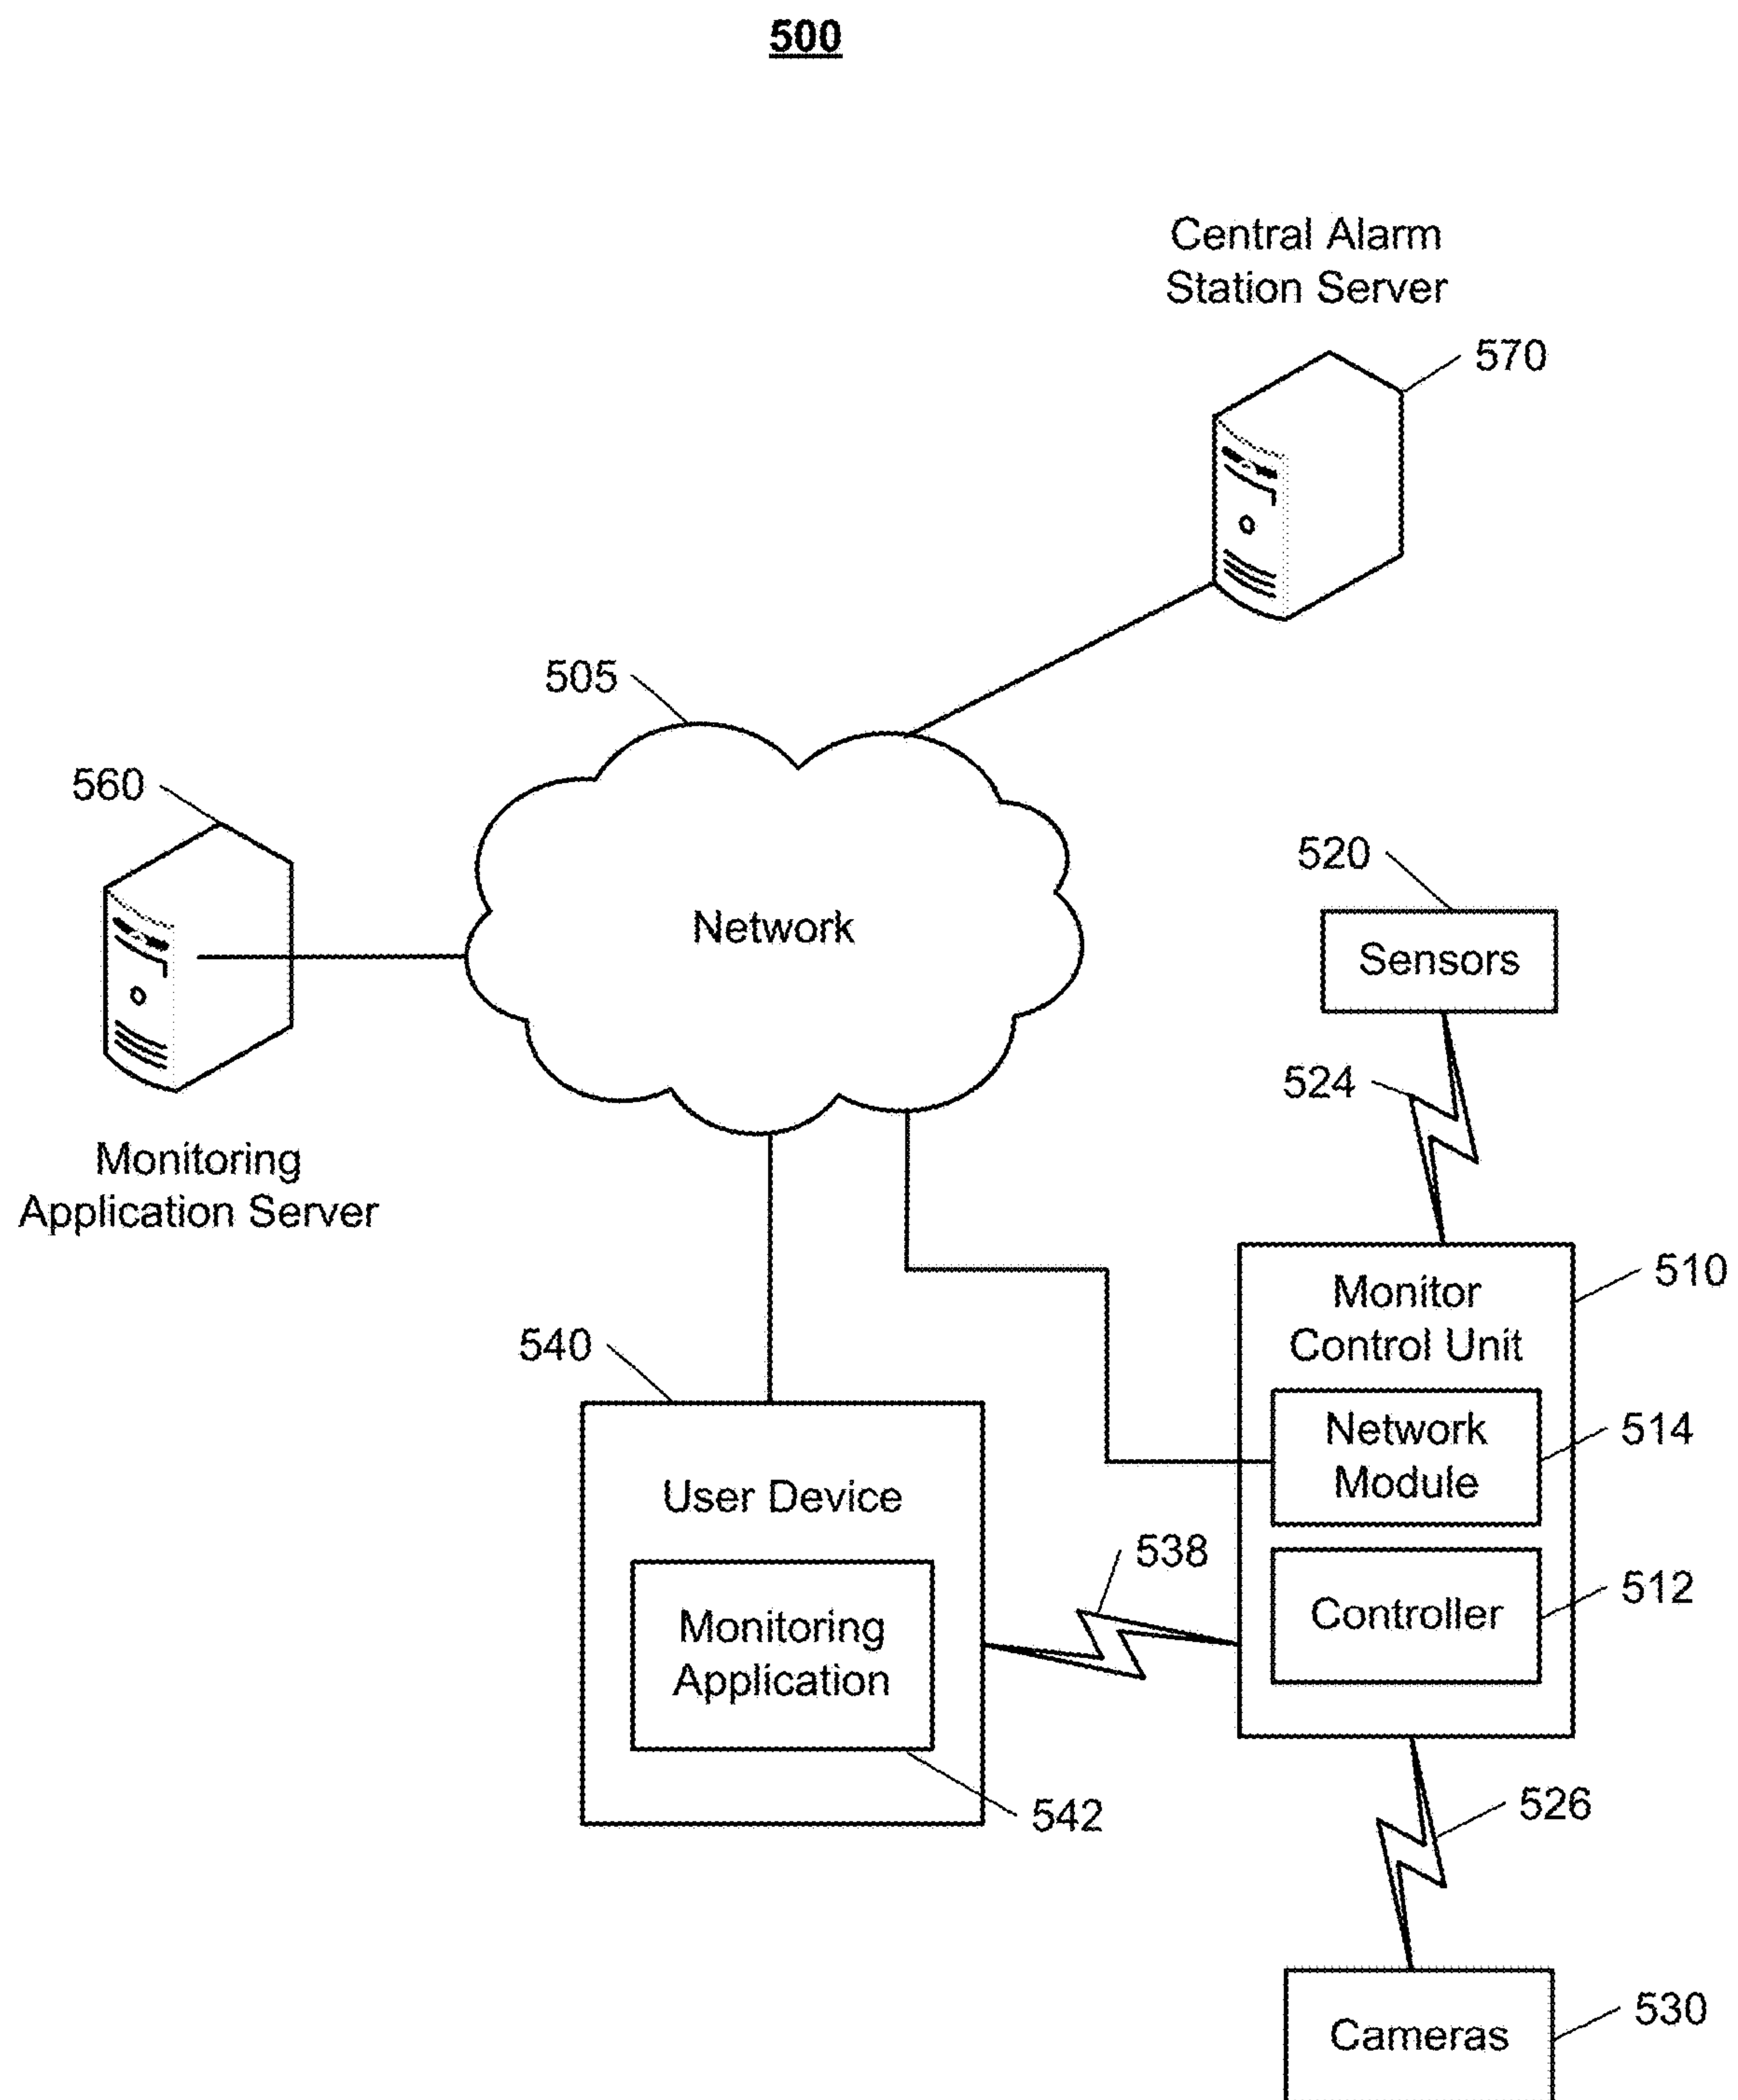 500
Central Alarm
Station Server
570
505
560
Network
520
Sensors
524
Monitoring
Application Server
510
Monitor
Control Unit
540
514
Network
Module
User Device
538
512
Controller
Monitoring
Application
542
526
530
Cameras